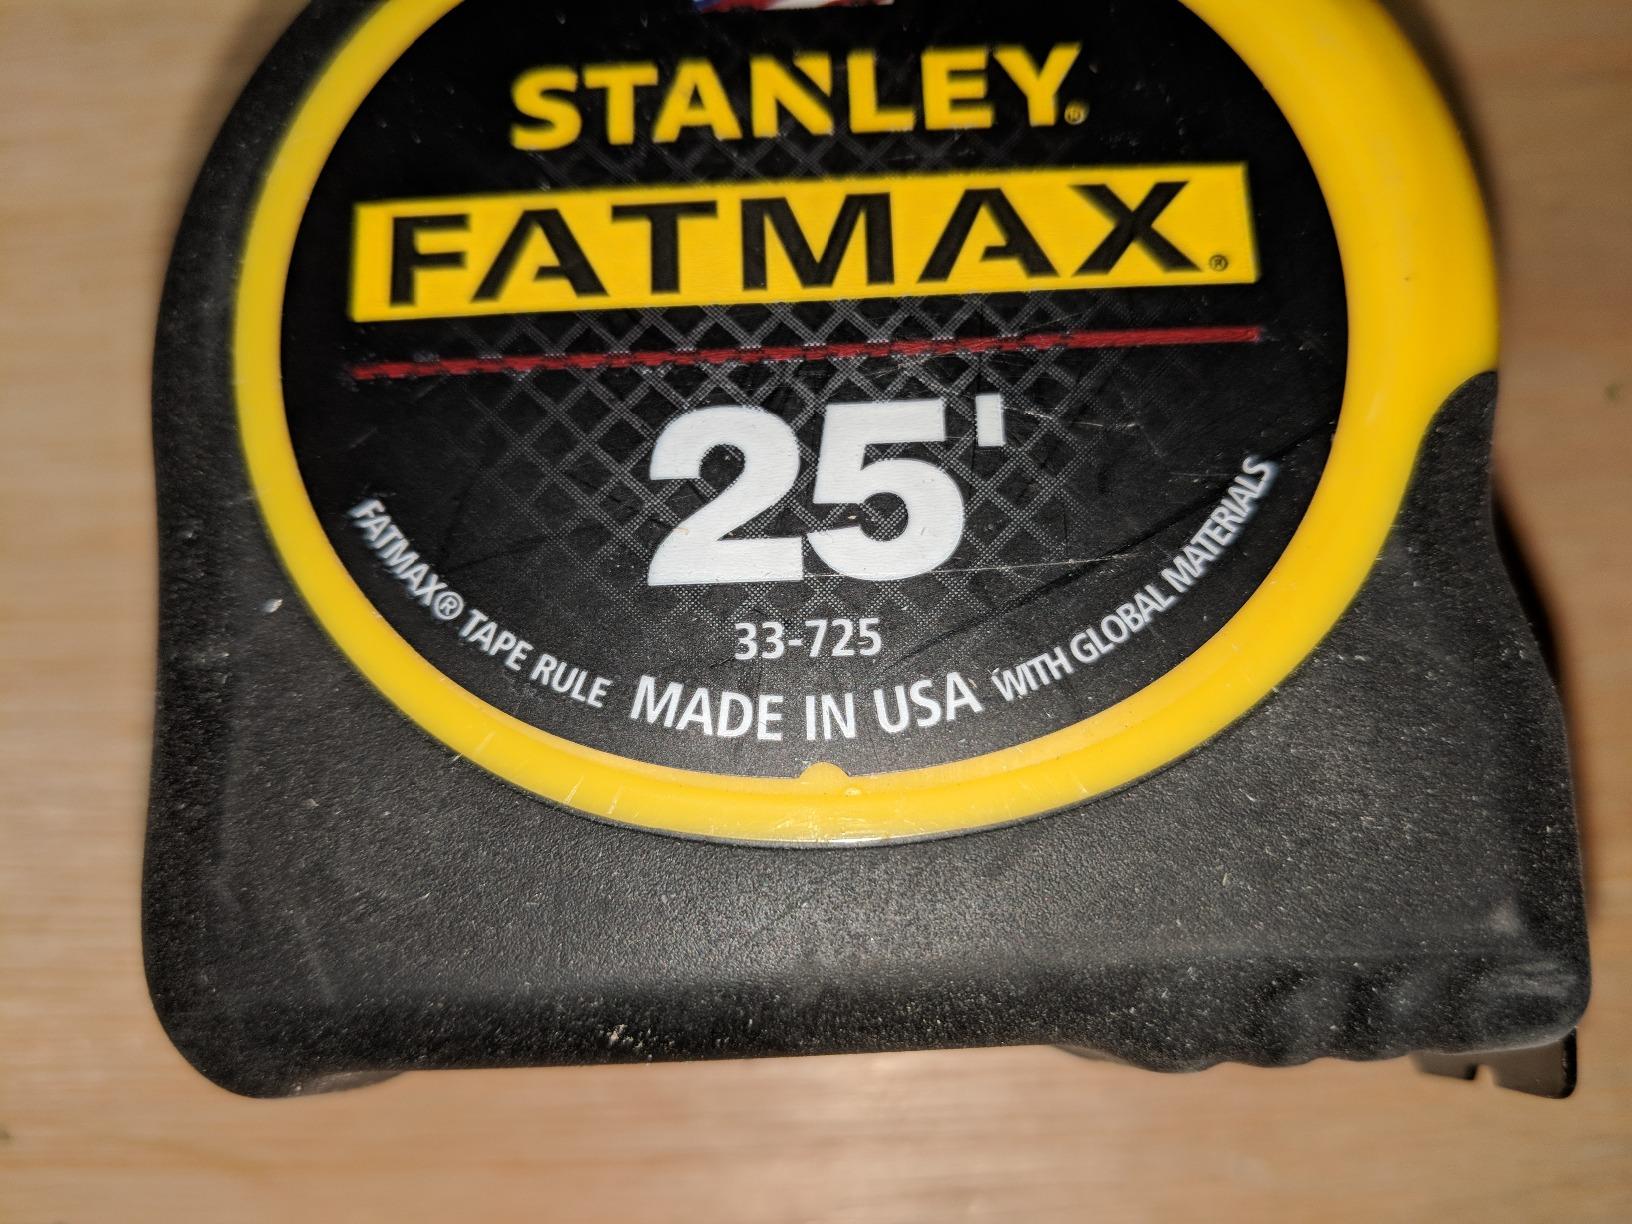 STANLEY®
FATMAX®
25'
33-725
FATMAX® TAPE RULE MADE IN USA WITH GLOBAL MATERIALS